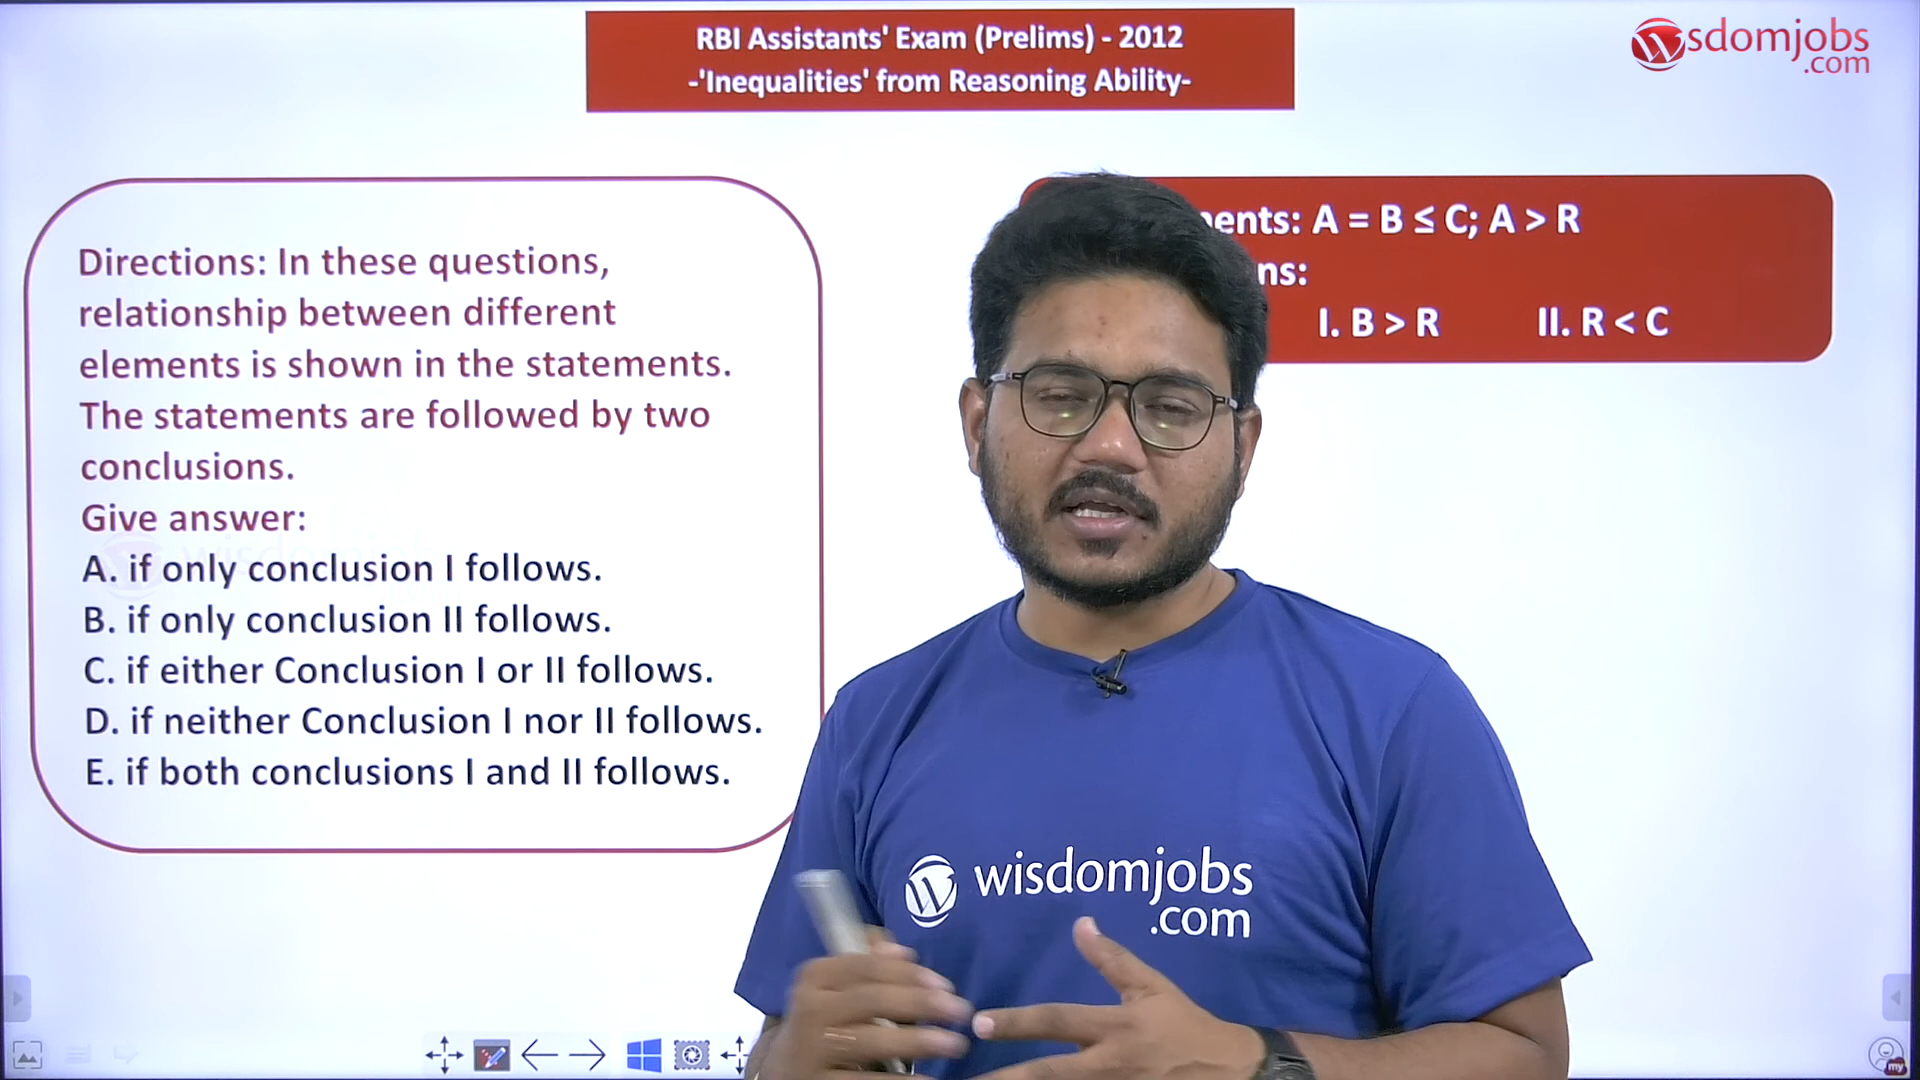 RBI Assistants' Exam (Prelims) - 2012
-'Inequalities' from Reasoning Ability-
sdomjobs
.com
Directions: In these questions,
relationship between different
elements is shown in the statements.
The statements are followed by two
conclusions.
Give answer:
A. if only conclusion I follows.
B. if only conclusion II follows.
C. if either Conclusion I or II follows.
D. if neither Conclusion I nor II follows.
E. if both conclusions I and II follows.
ents: A = B ≤ C; A > R
ns:
I. B > R II. R < C
wisdomjobs
.com
my